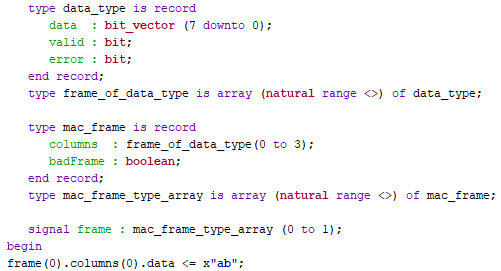 type data_type is record
data : bit_vector (7 downto 0);
valid : bit;
error : bit;
end record;
type frame_of_data_type is array (natural range <>) of data_type;
type mac_frame is record
columns : frame_of_data_type(0 to 3);
badFrame : boolean;
end record;
type mac_frame_type_array is array (natural range <>) of mac_frame;
signal frame : mac_frame_type_array (0 to 1);
begin
frame(0).columns(0).data <= x"ab";